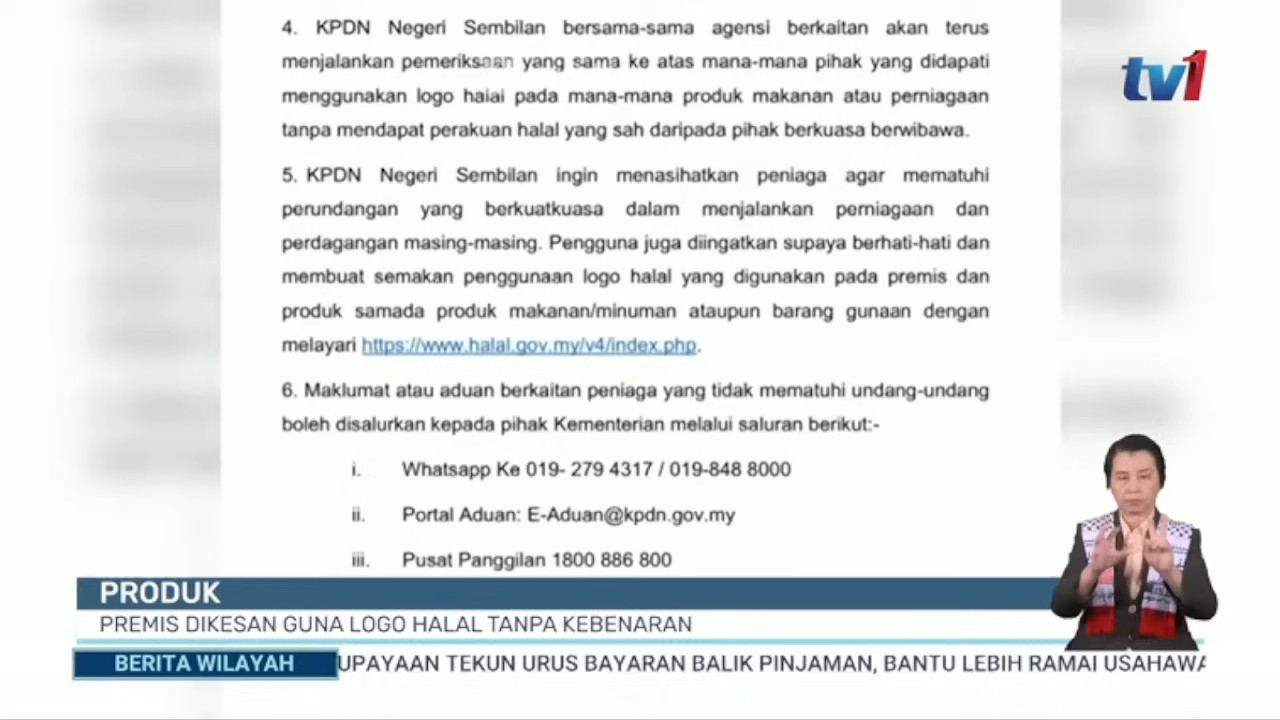 4. KPDN Negeri Sembilan bersama-sama agensi berkaitan akan terus
menjalankan pemeriksaan yang sama ke atas mana-mana pihak yang didapati
menggunakan logo halal pada mana-mana produk makanan atau perniagaan
tanpa mendapat perakuan halal yang sah daripada pihak berkuasa berwibawa.
tv1
5. KPDN Negeri Sembilan ingin menasihatkan peniaga agar mematuhi
perundangan yang berkuatkuasa dalam menjalankan perniagaan dan
perdagangan masing-masing. Pengguna juga diingatkan supaya berhati-hati dan
membuat semakan penggunaan logo halal yang digunakan pada premis dan
produk samada produk makanan/minuman ataupun barang gunaan dengan
melayari https://www.halal.gov.my/v4/index.php.
6. Maklumat atau aduan berkaitan peniaga yang tidak mematuhi undang-undang
boleh disalurkan kepada pihak Kementerian melalui saluran berikut:-
i. Whatsapp Ke 019- 279 4317 / 019-848 8000
ii. Portal Aduan: E-Aduan@kpdn.gov.my
iii. Pusat Panggilan 1800 886 800
PRODUK
PREMIS DIKESAN GUNA LOGO HALAL TANPA KEBENARAN
BERITA WILAYAH UPAYAAN TEKUN URUS BAYARAN BALIK PINJAMAN, BANTU LEBIH RAMAI USAHAWA